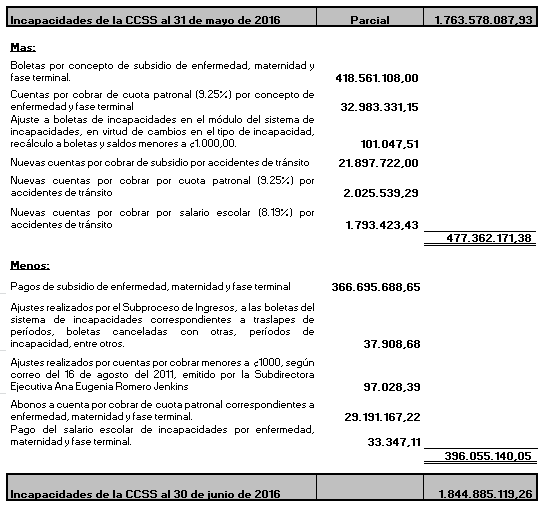 Incapacidades de la CCSS al 31 de mayo de 2016 Parcial 1.763.578.087,93
Mas:
Boletas por concepto de subsidio de enfermedad, maternidad y
fase terminal. 418.561.108,00
Cuentas por cobrar de cuota patronal (9.25%) por concepto de
enfermedad y fase terminal 32.983.331,15
Ajuste a boletas de incapacidades en el módulo del sistema de
incapacidades, en virtud de cambios en el tipo de incapacidad,
recálculo a boletas y saldos menores a ¢1.000,00. 101.047,51
Nuevas cuentas por cobrar de subsidio por accidentes de tránsito 21.897.722,00
Nuevas cuentas por cobrar por cuota patronal (9.25%) por
accidentes de tránsito 2.025.539,29
Nuevas cuentas por cobrar por salario escolar (8.19%) por
accidentes de tránsito 1.793.423,43
477.362.171,38
Menos:
Pagos de subsidio de enfermedad, maternidad y fase terminal 366.695.688,65
Ajustes realizados por el Subproceso de Ingresos, a las boletas del
sistema de incapacidades correspondientes a traslapes de
períodos, boletas canceladas con otras, períodos de
incapacidad, entre otros. 37.908,68
Ajustes realizados por cuentas por cobrar menores a ¢1000, según
correo del 16 de agosto del 2011, emitido por la Subdirectora
Ejecutiva Ana Eugenia Romero Jenkins 97.028,39
Abonos a cuenta por cobrar de cuota patronal correspondientes a
enfermedad, maternidad y fase terminal. 29.191.167,22
Pago del salario escolar de incapacidades por enfermedad,
maternidad y fase terminal. 33.347,11
396.055.140,05
Incapacidades de la CCSS al 30 de junio de 2016 1.844.885.119,26